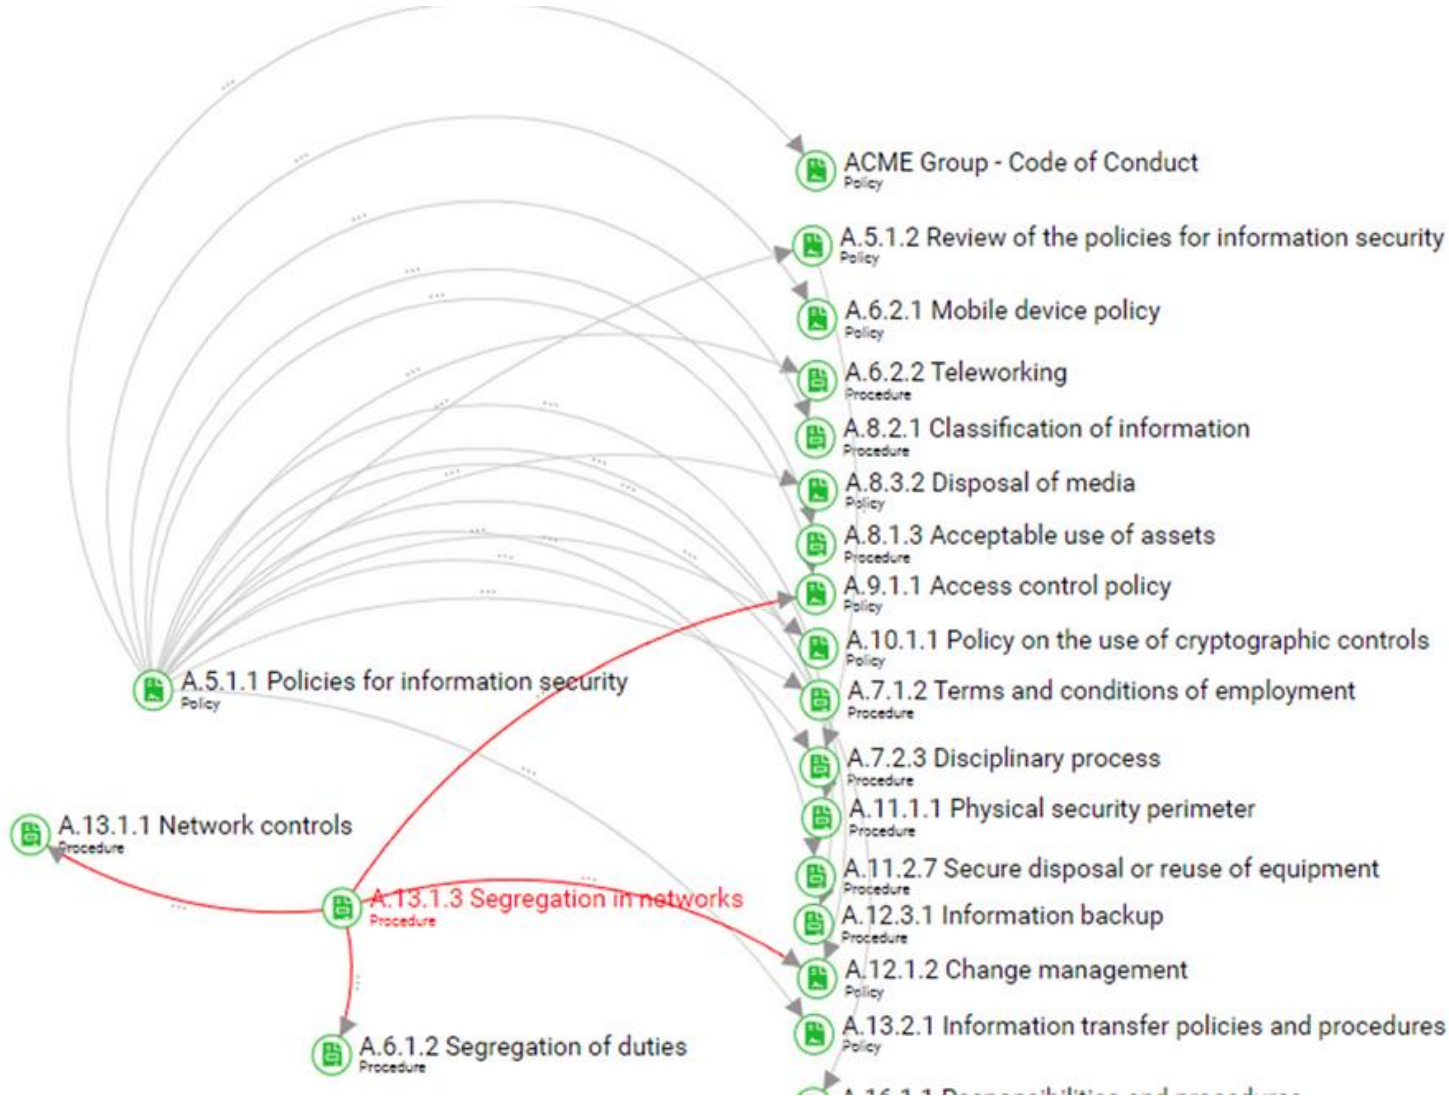 ACME Group - Code of Conduct
Policy
A.5.1.2 Review of the policies for information security
Policy
A.6.2.1 Mobile device policy
Policy
A.6.2.2 Teleworking
Procedure
A.8.2.1 Classification of information
Procedure
A.8.3.2 Disposal of media
Policy
A.8.1.3 Acceptable use of assets
Procedure
A.9.1.1 Access control policy
Policy
A.10.1.1 Policy on the use of cryptographic controls
Policy
A.5.1.1 Policies for information security
Policy
A.7.1.2 Terms and conditions of employment
Procedure
A.7.2.3 Disciplinary process
Procedure
A.11.1.1 Physical security perimeter
Procedure
A.13.1.1 Network controls
Procedure
A.11.2.7 Secure disposal or reuse of equipment
Procedure
A.13.1.3 Segregation in networks
Procedure
A.12.3.1 Information backup
Procedure
A.12.1.2 Change management
Policy
A.13.2.1 Information transfer policies and procedures
Policy
A.6.1.2 Segregation of duties
Procedure
A.16.1.1 Responsibilities and procedures